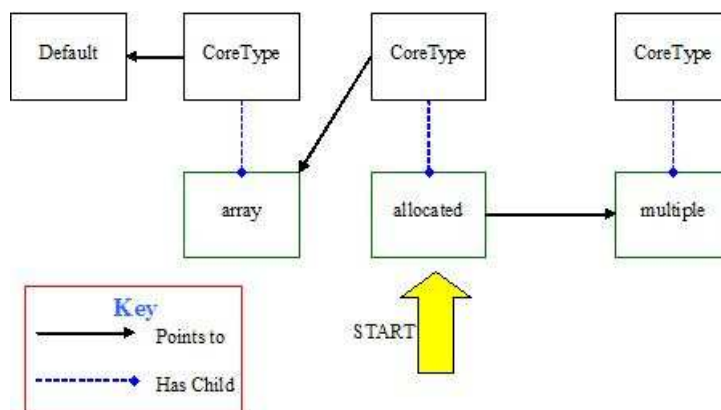 Default
CoreType
CoreType
CoreType
array
allocated
multiple
Key
Points to
Has Child
START